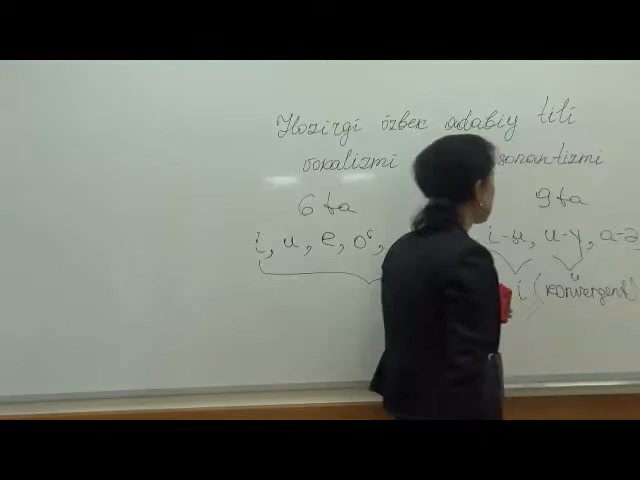 Hozirgi özbek adabiy tili
vokalizmi sonantizmi
6 ta 9 ta
i, u, e, o‘, i-ы, u-y, a-ə,
i (konvergent)